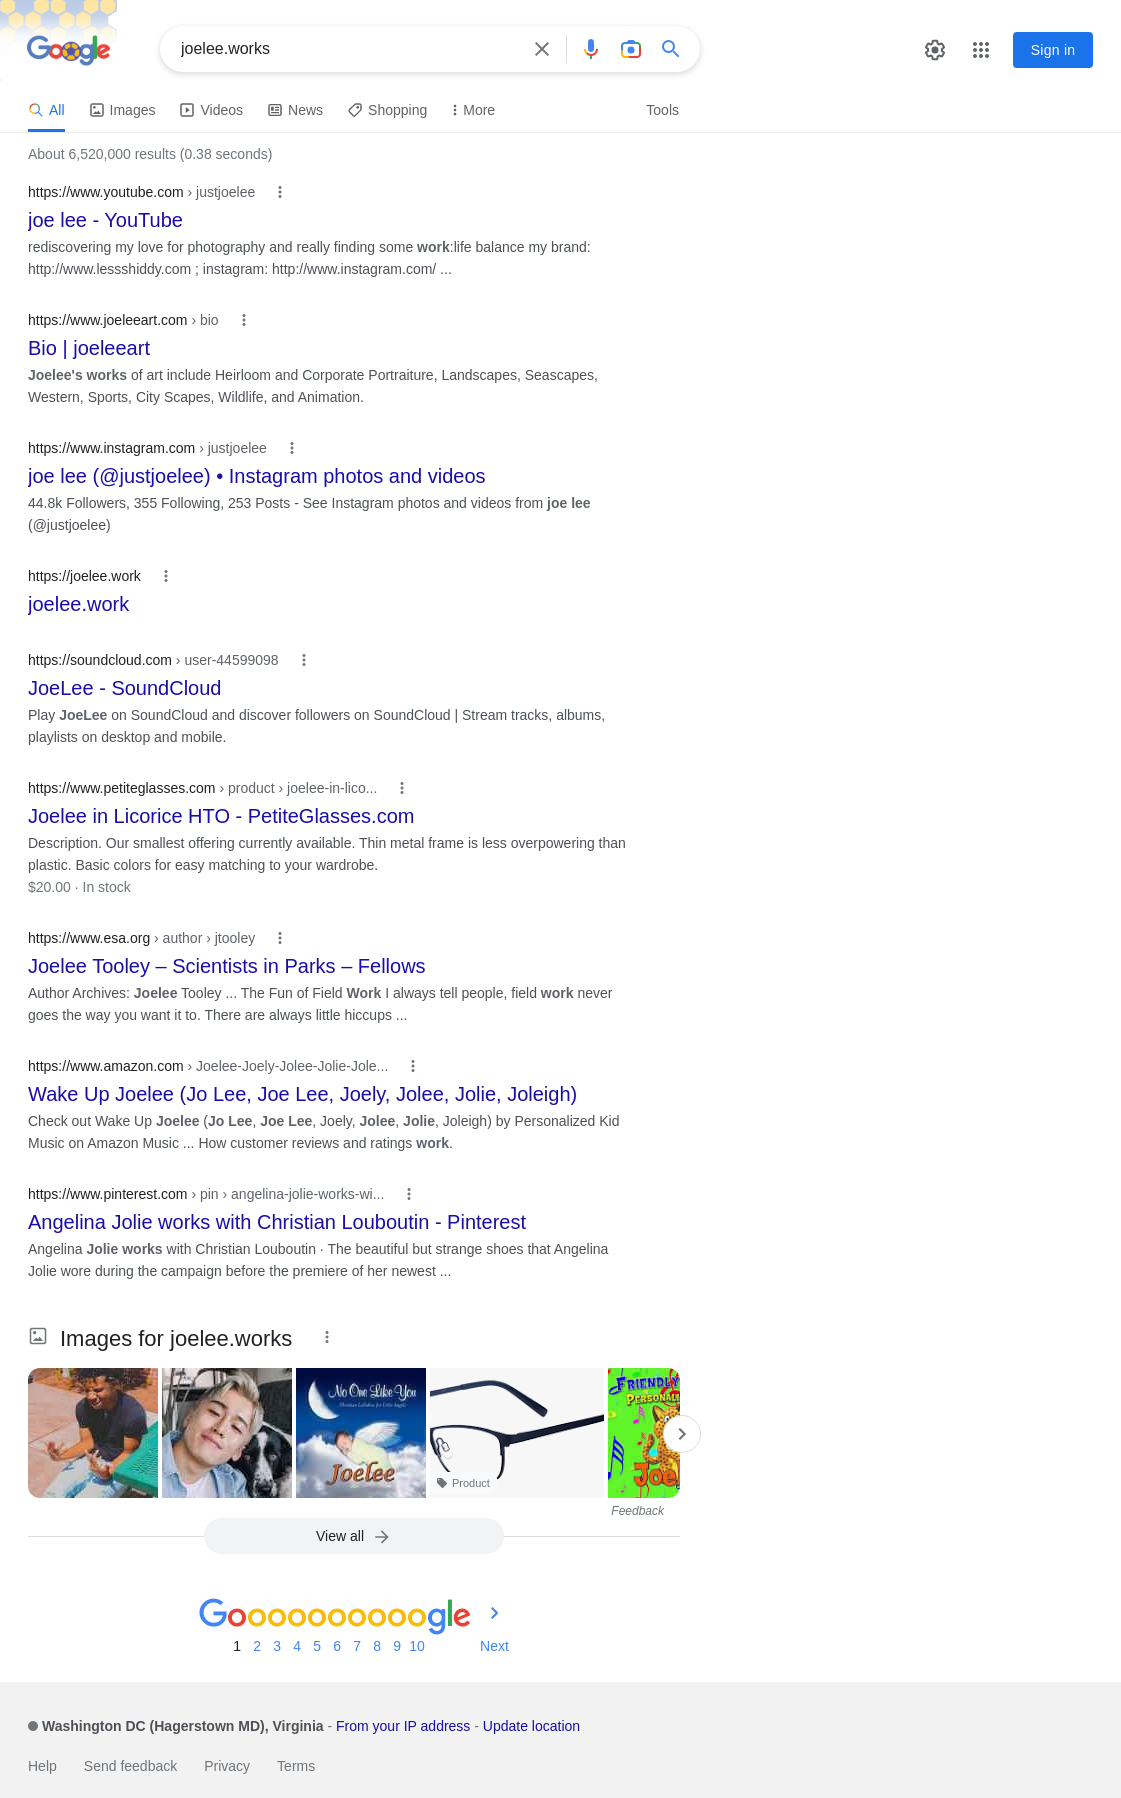 Google
joelee.works
Sign in
All Images Videos News Shopping More Tools
About 6,520,000 results (0.38 seconds)
https://www.youtube.com › justjoelee
joe lee - YouTube
rediscovering my love for photography and really finding some work:life balance my brand:
http://www.lessshiddy.com ; instagram: http://www.instagram.com/ ...
https://www.joeleeart.com › bio
Bio | joeleeart
Joelee's works of art include Heirloom and Corporate Portraiture, Landscapes, Seascapes,
Western, Sports, City Scapes, Wildlife, and Animation.
https://www.instagram.com › justjoelee
joe lee (@justjoelee) • Instagram photos and videos
44.8k Followers, 355 Following, 253 Posts - See Instagram photos and videos from joe lee
(@justjoelee)
https://joelee.work
joelee.work
https://soundcloud.com › user-44599098
JoeLee - SoundCloud
Play JoeLee on SoundCloud and discover followers on SoundCloud | Stream tracks, albums,
playlists on desktop and mobile.
https://www.petiteglasses.com › product › joelee-in-lico...
Joelee in Licorice HTO - PetiteGlasses.com
Description. Our smallest offering currently available. Thin metal frame is less overpowering than
plastic. Basic colors for easy matching to your wardrobe.
$20.00 · In stock
https://www.esa.org › author › jtooley
Joelee Tooley – Scientists in Parks – Fellows
Author Archives: Joelee Tooley ... The Fun of Field Work I always tell people, field work never
goes the way you want it to. There are always little hiccups ...
https://www.amazon.com › Joelee-Joely-Jolee-Jolie-Jole...
Wake Up Joelee (Jo Lee, Joe Lee, Joely, Jolee, Jolie, Joleigh)
Check out Wake Up Joelee (Jo Lee, Joe Lee, Joely, Jolee, Jolie, Joleigh) by Personalized Kid
Music on Amazon Music ... How customer reviews and ratings work.
https://www.pinterest.com › pin › angelina-jolie-works-wi...
Angelina Jolie works with Christian Louboutin - Pinterest
Angelina Jolie works with Christian Louboutin · The beautiful but strange shoes that Angelina
Jolie wore during the campaign before the premiere of her newest ...
Images for joelee.works
No One Like You
Christian Lullabies for Little Angels
Joelee
Product
FRIENDLY
PERSONAL
Joel
Feedback
View all
Goooooooooogle
1 2 3 4 5 6 7 8 9 10 Next
Washington DC (Hagerstown MD), Virginia - From your IP address - Update location
Help Send feedback Privacy Terms